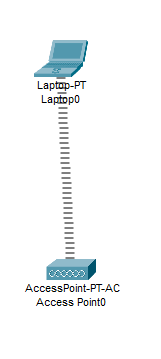 Laptop-PT
Laptop0
AccessPoint-PT-AC
Access Point0